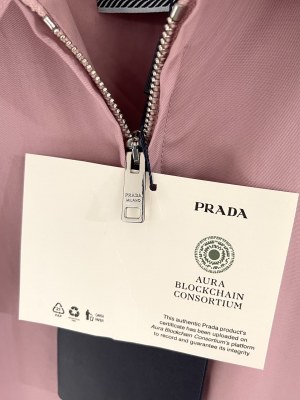 PRADA
MILANO
PRADA
AURA
BLOCKCHAIN
CONSORTIUM
This authentic Prada product's
certificate has been uploaded on
Aura Blockchain Consortium's platform
to record and guarantee its integrity